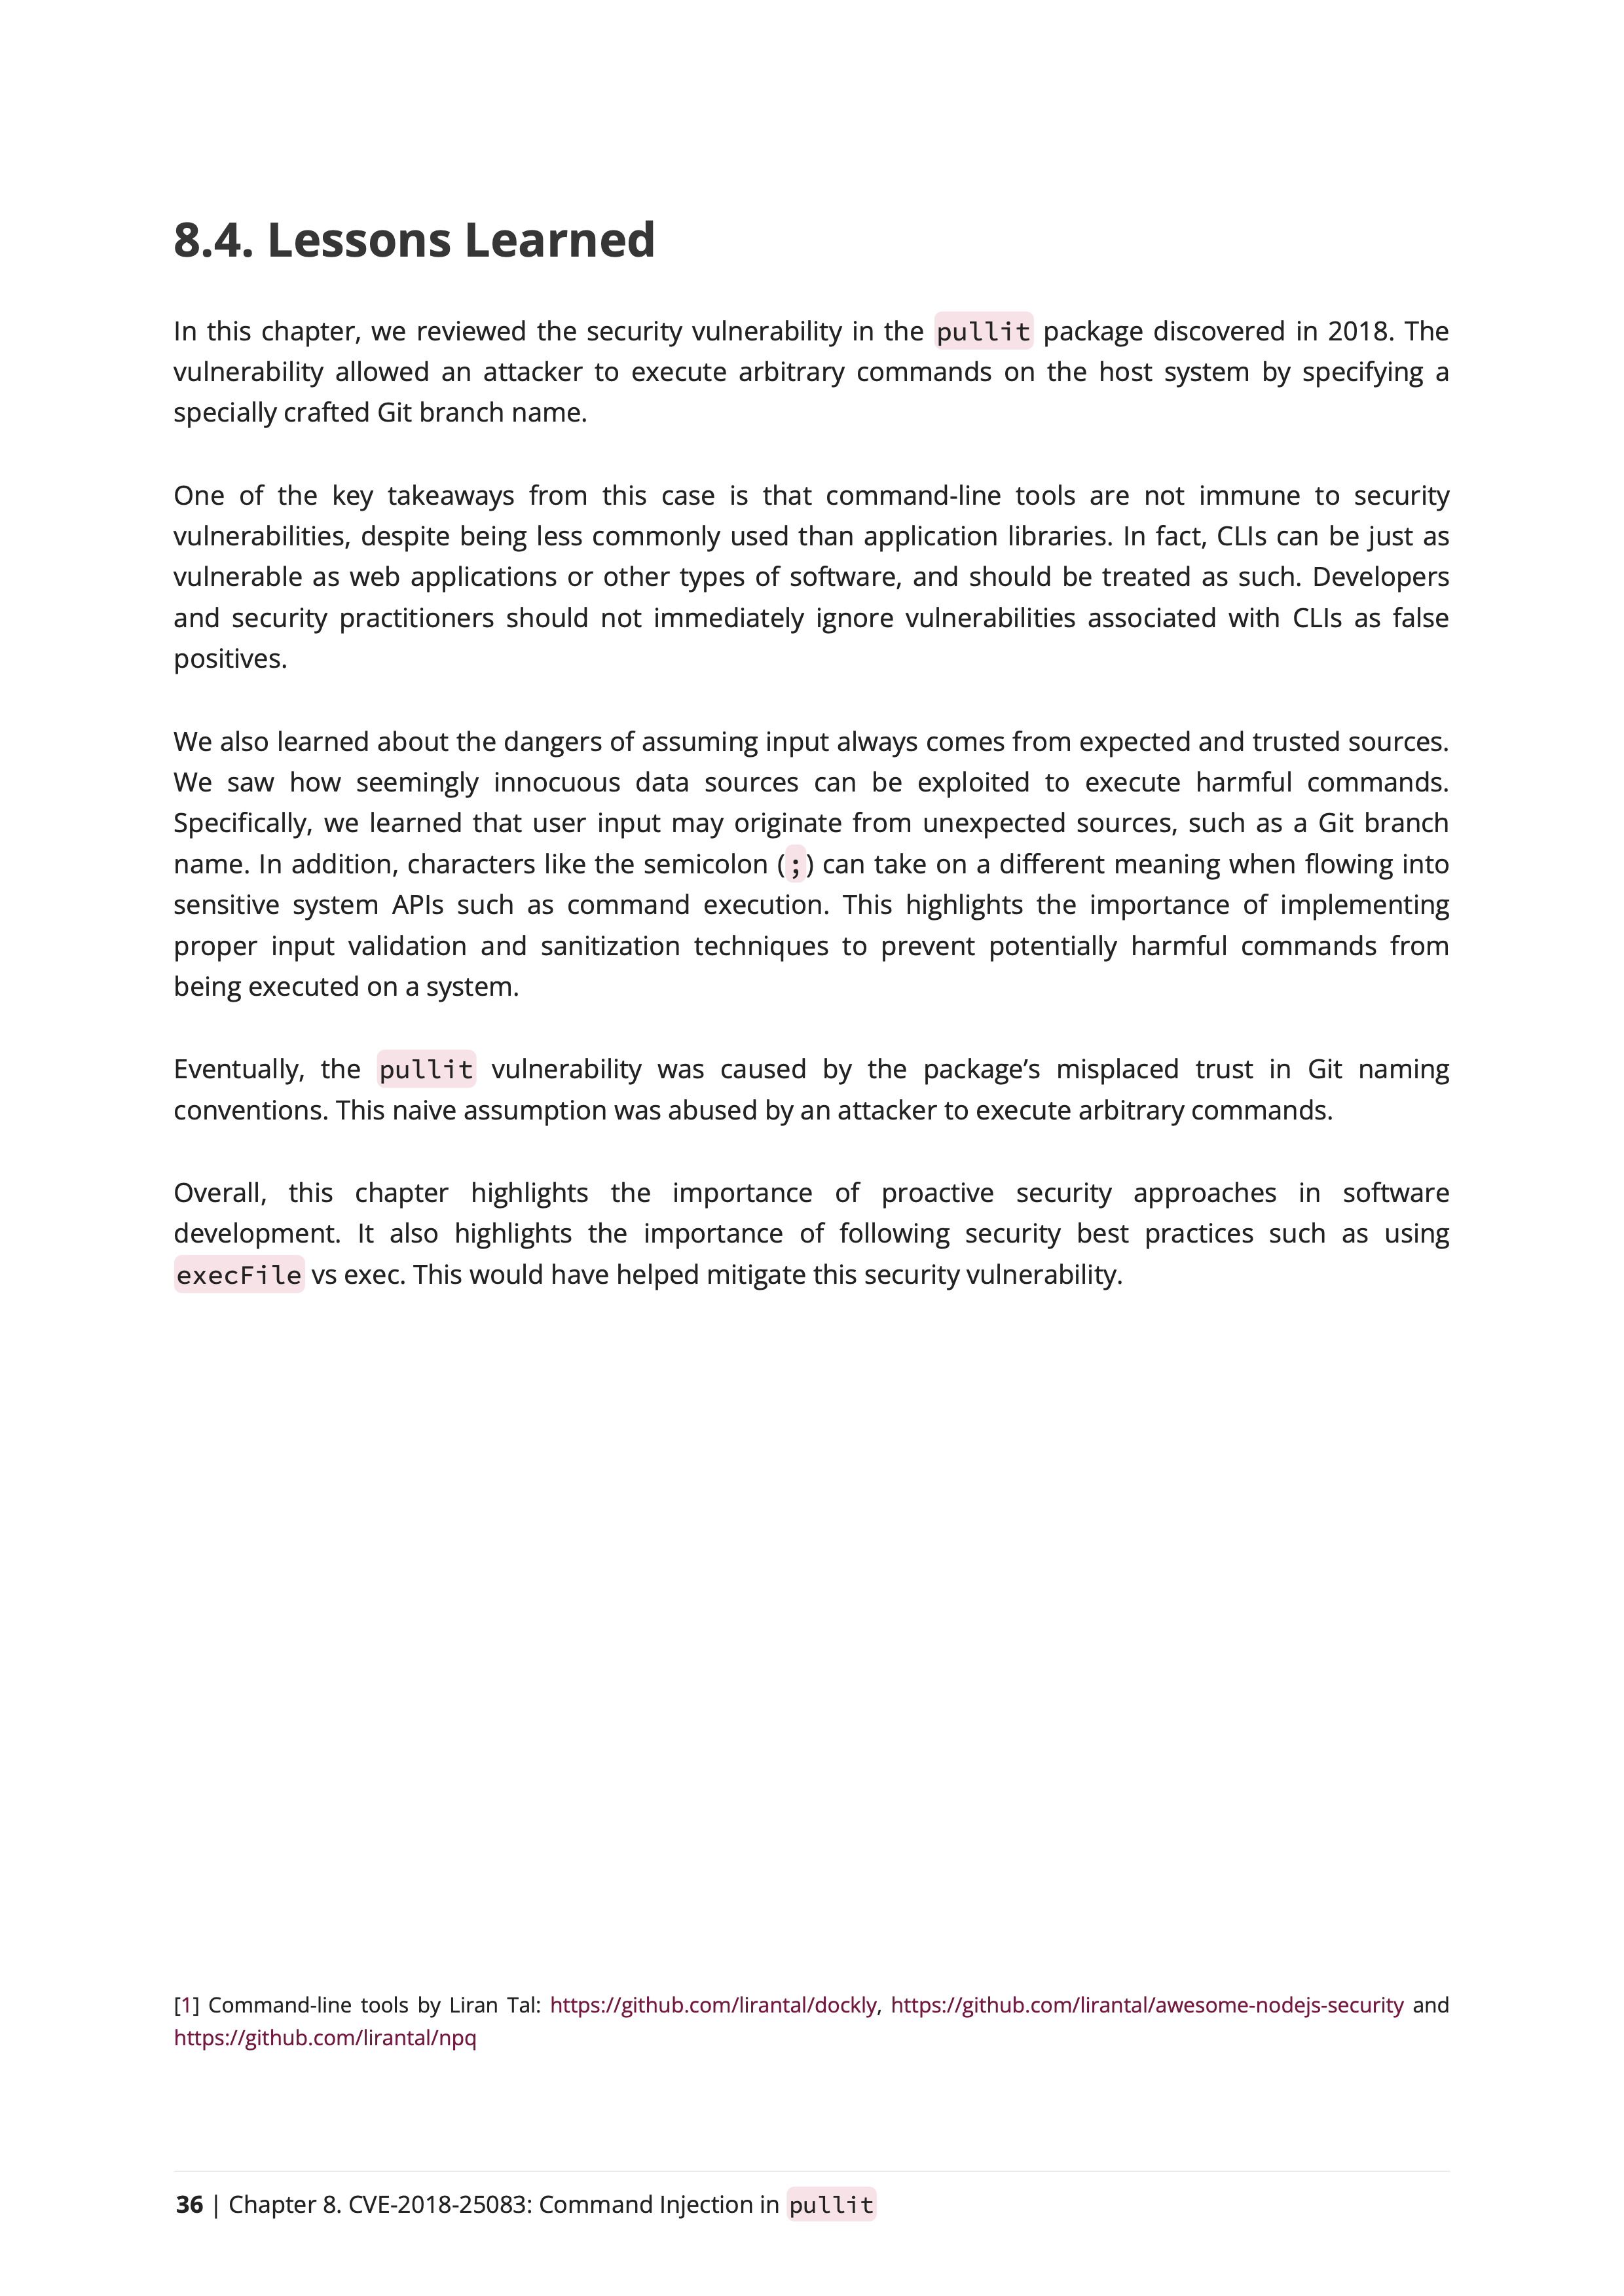 8.4. Lessons Learned
In this chapter, we reviewed the security vulnerability in the pullit package discovered in 2018. The
vulnerability allowed an attacker to execute arbitrary commands on the host system by specifying a
specially crafted Git branch name.
One of the key takeaways from this case is that command-line tools are not immune to security
vulnerabilities, despite being less commonly used than application libraries. In fact, CLIs can be just as
vulnerable as web applications or other types of software, and should be treated as such. Developers
and security practitioners should not immediately ignore vulnerabilities associated with CLIs as false
positives.
We also learned about the dangers of assuming input always comes from expected and trusted sources.
We saw how seemingly innocuous data sources can be exploited to execute harmful commands.
Specifically, we learned that user input may originate from unexpected sources, such as a Git branch
name. In addition, characters like the semicolon (;) can take on a different meaning when flowing into
sensitive system APIs such as command execution. This highlights the importance of implementing
proper input validation and sanitization techniques to prevent potentially harmful commands from
being executed on a system.
Eventually, the pullit vulnerability was caused by the package’s misplaced trust in Git naming
conventions. This naive assumption was abused by an attacker to execute arbitrary commands.
Overall, this chapter highlights the importance of proactive security approaches in software
development. It also highlights the importance of following security best practices such as using
execFile vs exec. This would have helped mitigate this security vulnerability.
[1] Command-line tools by Liran Tal: https://github.com/lirantal/dockly, https://github.com/lirantal/awesome-nodejs-security and
https://github.com/lirantal/npq
36 | Chapter 8. CVE-2018-25083: Command Injection in pullit